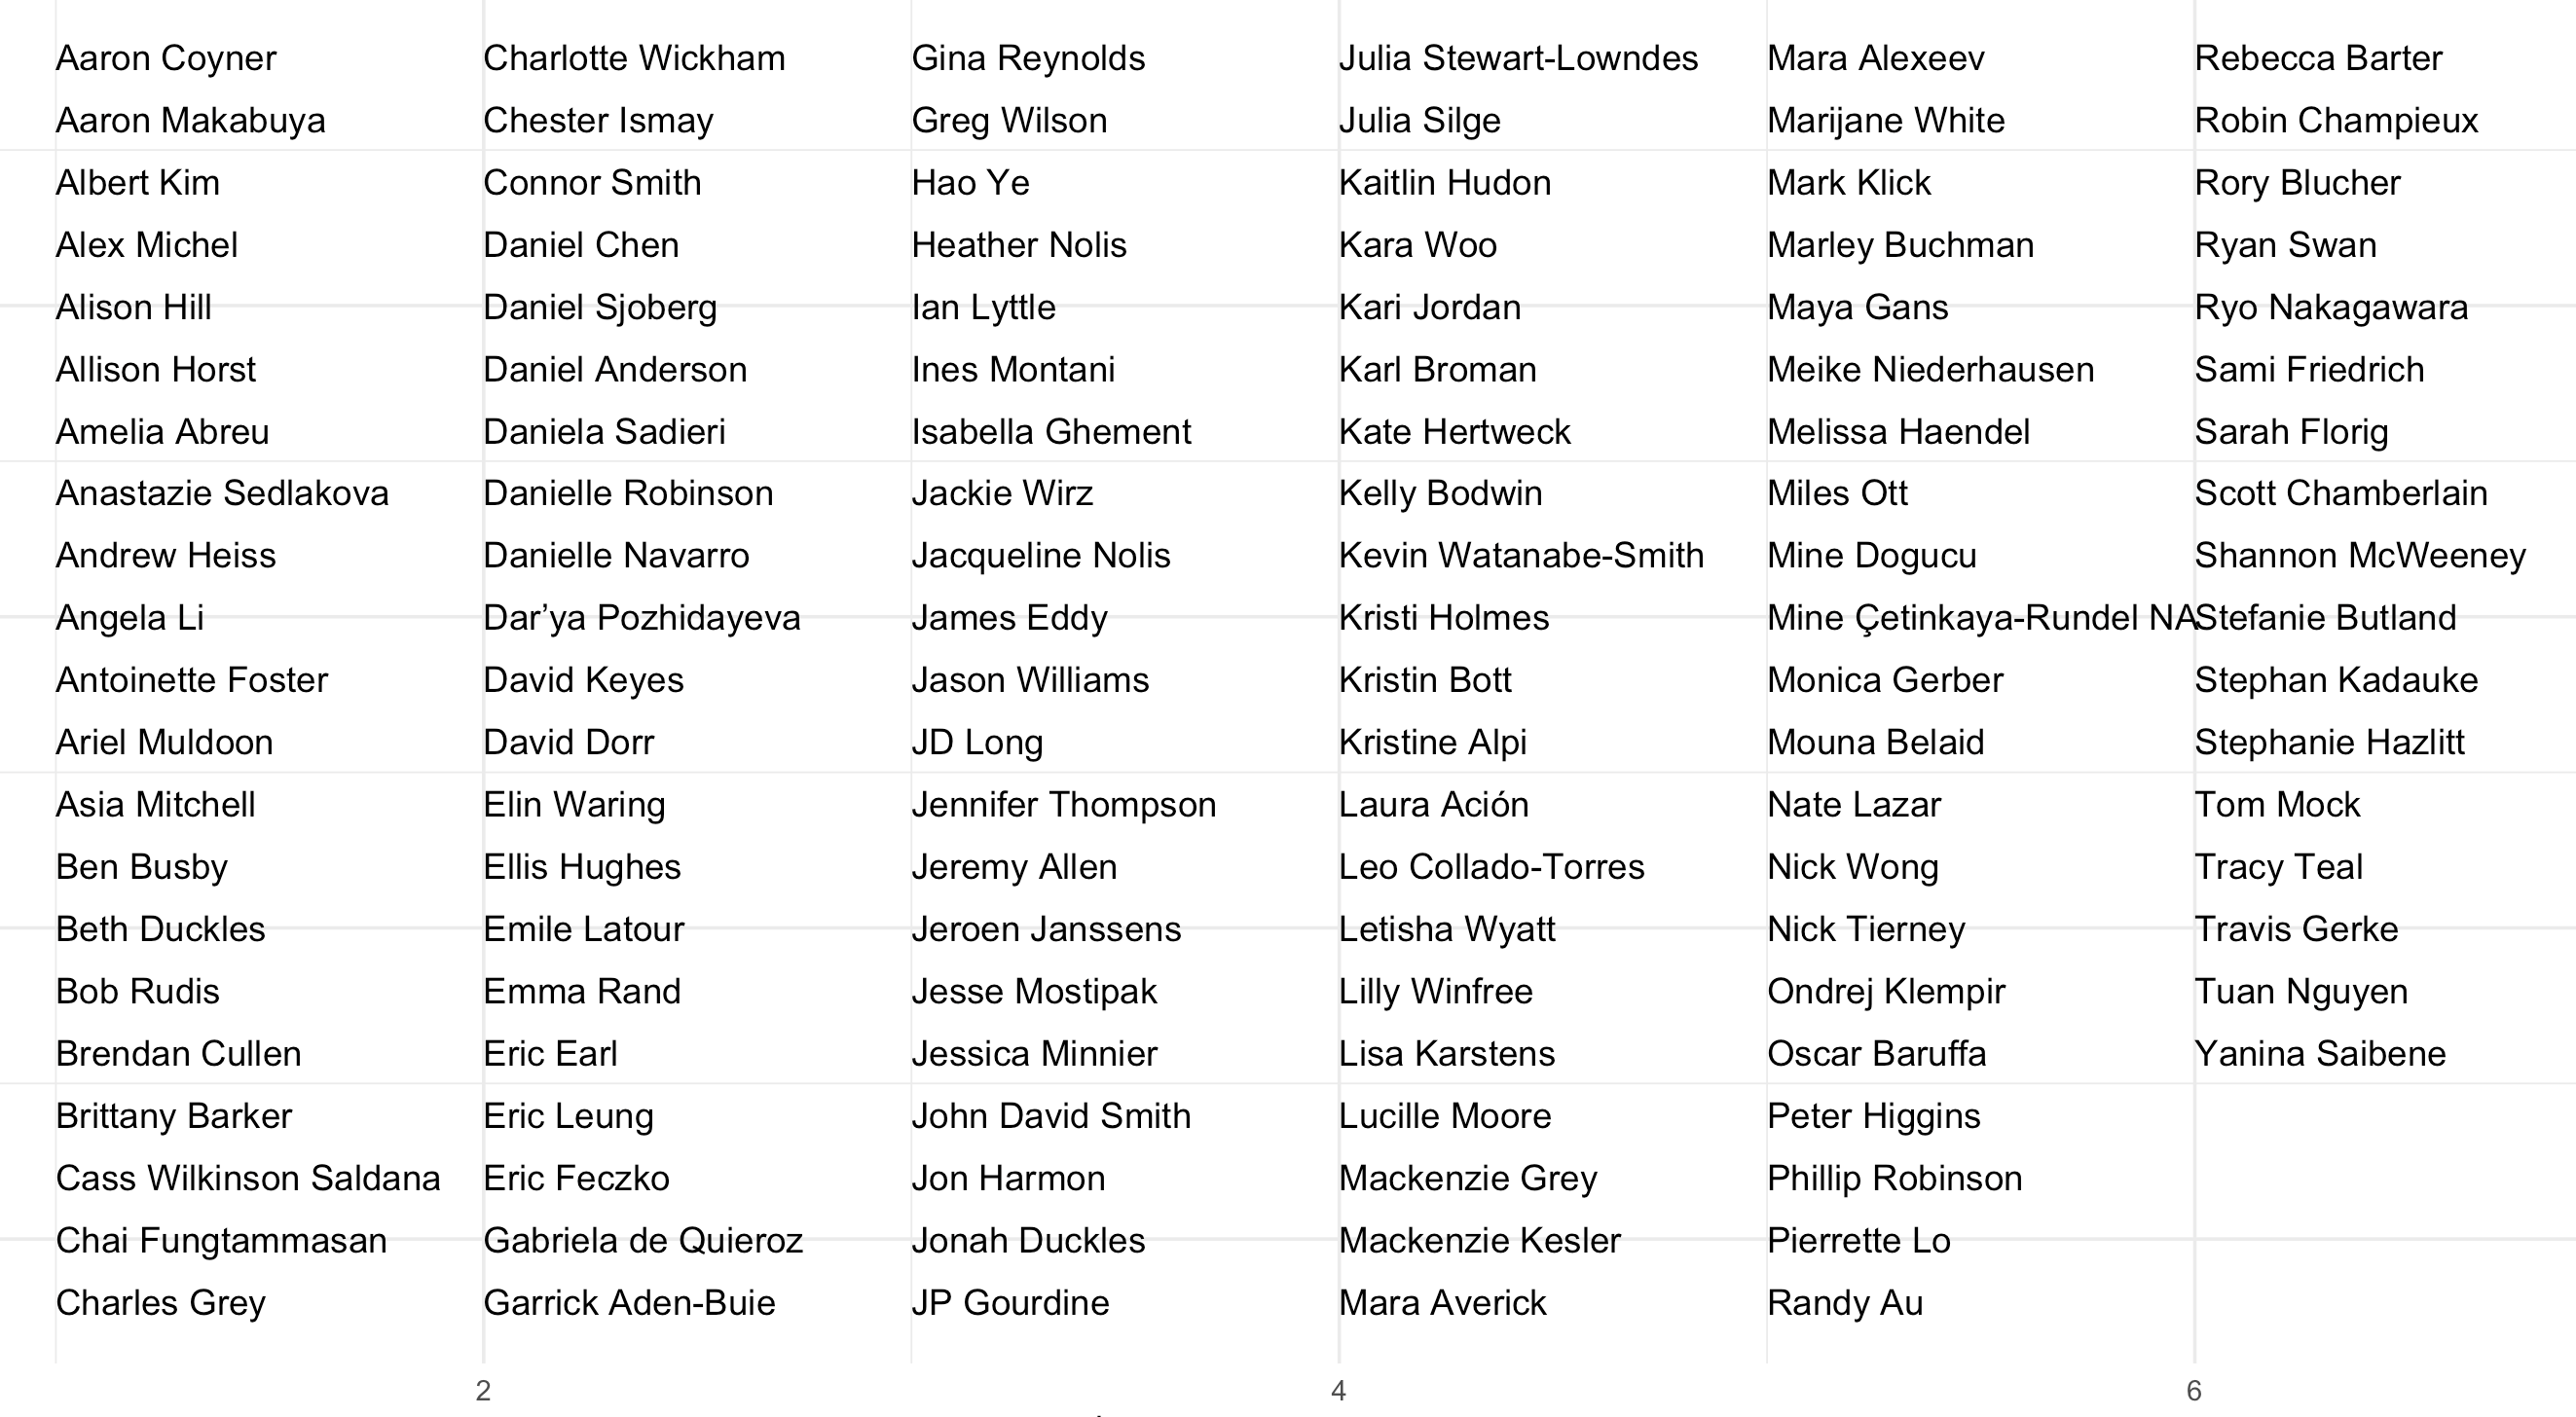 Aaron Coyner
Aaron Makabuya
Albert Kim
Alex Michel
Alison Hill
Allison Horst
Amelia Abreu
Anastazie Sedlakova
Andrew Heiss
Angela Li
Antoinette Foster
Ariel Muldoon
Asia Mitchell
Ben Busby
Beth Duckles
Bob Rudis
Brendan Cullen
Brittany Barker
Cass Wilkinson Saldana
Chai Fungtammasan
Charles Grey
Charlotte Wickham
Chester Ismay
Connor Smith
Daniel Chen
Daniel Sjoberg
Daniel Anderson
Daniela Sadieri
Danielle Robinson
Danielle Navarro
Dar’ya Pozhidayeva
David Keyes
David Dorr
Elin Waring
Ellis Hughes
Emile Latour
Emma Rand
Eric Earl
Eric Leung
Eric Feczko
Gabriela de Quieroz
Garrick Aden-Buie
Gina Reynolds
Greg Wilson
Hao Ye
Heather Nolis
Ian Lyttle
Ines Montani
Isabella Ghement
Jackie Wirz
Jacqueline Nolis
James Eddy
Jason Williams
JD Long
Jennifer Thompson
Jeremy Allen
Jeroen Janssens
Jesse Mostipak
Jessica Minnier
John David Smith
Jon Harmon
Jonah Duckles
JP Gourdine
Julia Stewart-Lowndes
Julia Silge
Kaitlin Hudon
Kara Woo
Kari Jordan
Karl Broman
Kate Hertweck
Kelly Bodwin
Kevin Watanabe-Smith
Kristi Holmes
Kristin Bott
Kristine Alpi
Laura Ación
Leo Collado-Torres
Letisha Wyatt
Lilly Winfree
Lisa Karstens
Lucille Moore
Mackenzie Grey
Mackenzie Kesler
Mara Averick
Mara Alexeev
Marijane White
Mark Klick
Marley Buchman
Maya Gans
Meike Niederhausen
Melissa Haendel
Miles Ott
Mine Dogucu
Mine Çetinkaya-Rundel NA
Monica Gerber
Mouna Belaid
Nate Lazar
Nick Wong
Nick Tierney
Ondrej Klempir
Oscar Baruffa
Peter Higgins
Phillip Robinson
Pierrette Lo
Randy Au
Rebecca Barter
Robin Champieux
Rory Blucher
Ryan Swan
Ryo Nakagawara
Sami Friedrich
Sarah Florig
Scott Chamberlain
Shannon McWeeney
Stefanie Butland
Stephan Kadauke
Stephanie Hazlitt
Tom Mock
Tracy Teal
Travis Gerke
Tuan Nguyen
Yanina Saibene
2
4
6